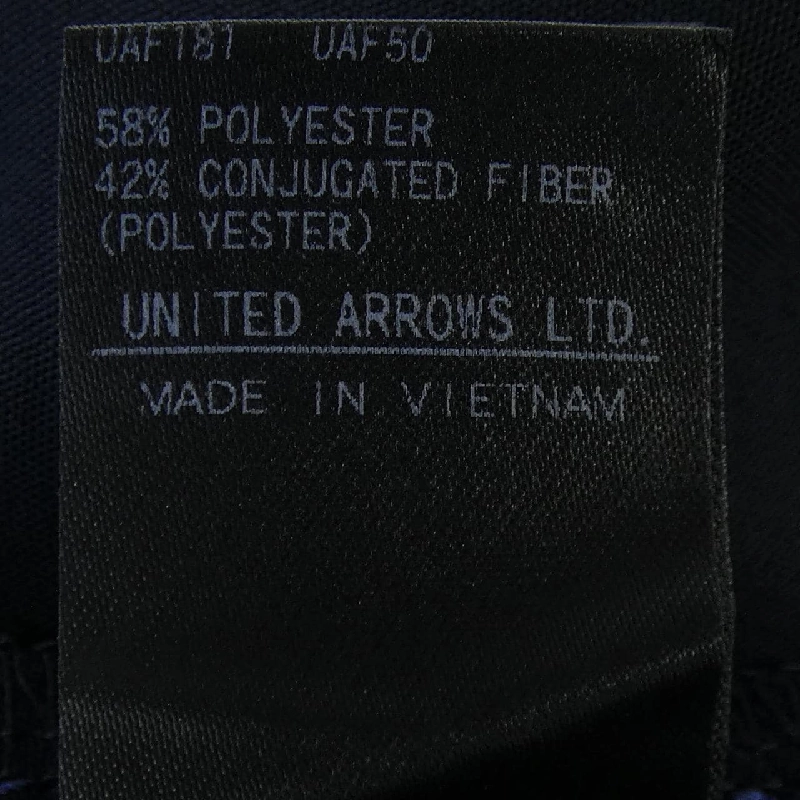 UAF181 UAF50
58% POLYESTER
42% CONJUGATED FIBER
(POLYESTER)
UNITED ARROWS LTD.
MADE IN VIETNAM